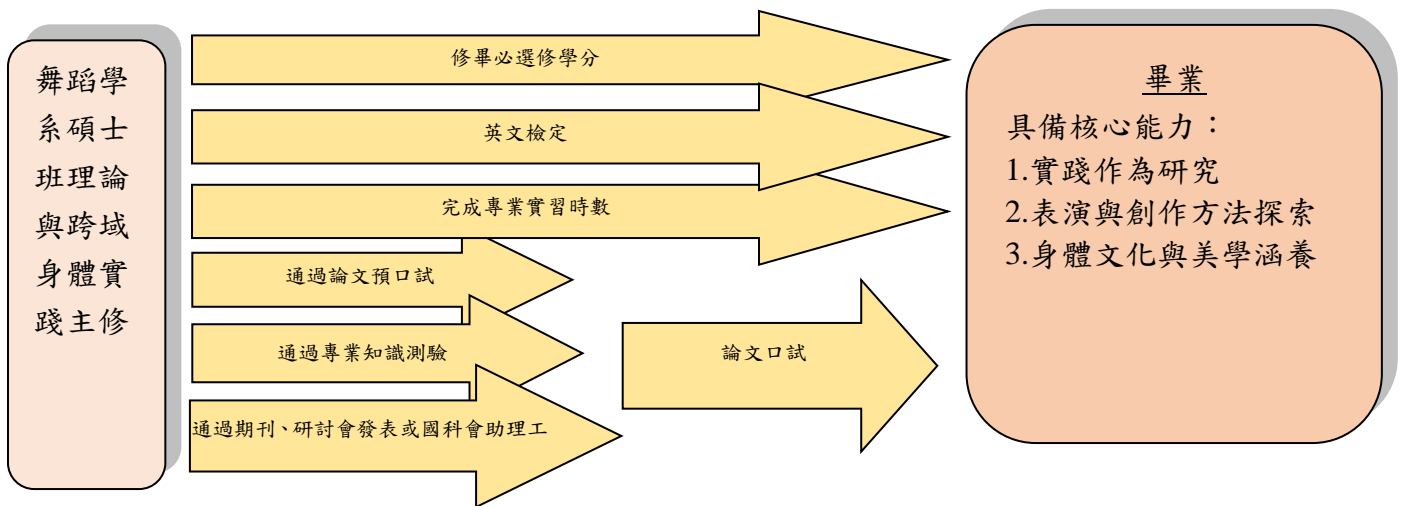 舞蹈學
系碩士
班理論
與跨域
身體實
踐主修
修畢必選修學分
英文檢定
完成專業實習時數
通過論文預口試
通過專業知識測驗
通過期刊、研討會發表或國科會助理工
論文口試
畢業
具備核心能力：
1.實踐作為研究
2.表演與創作方法探索
3.身體文化與美學涵養